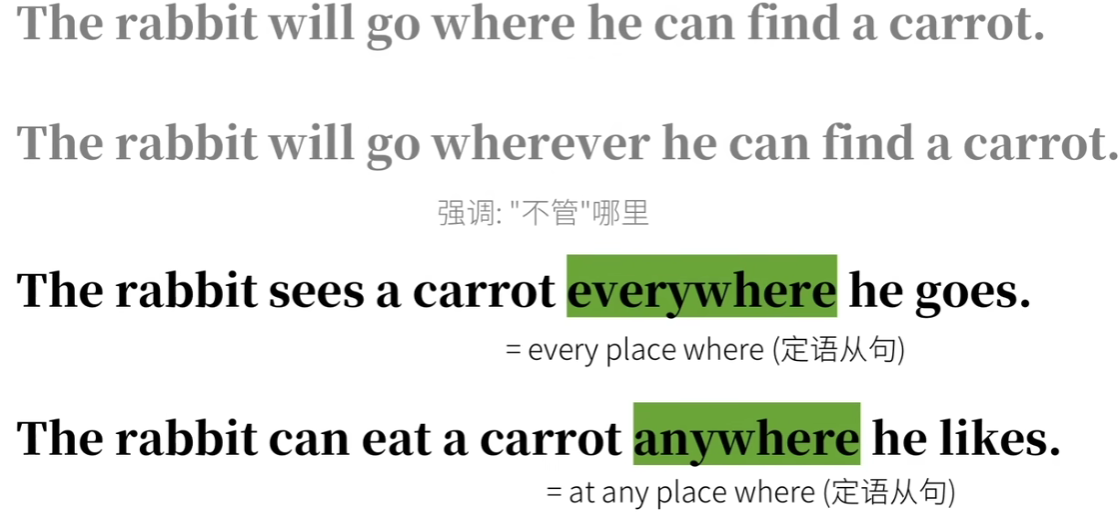 The rabbit will go where he can find a carrot.
The rabbit will go wherever he can find a carrot.
强调: "不管"哪里
The rabbit sees a carrot everywhere he goes.
= every place where (定语从句)
The rabbit can eat a carrot anywhere he likes.
= at any place where (定语从句)